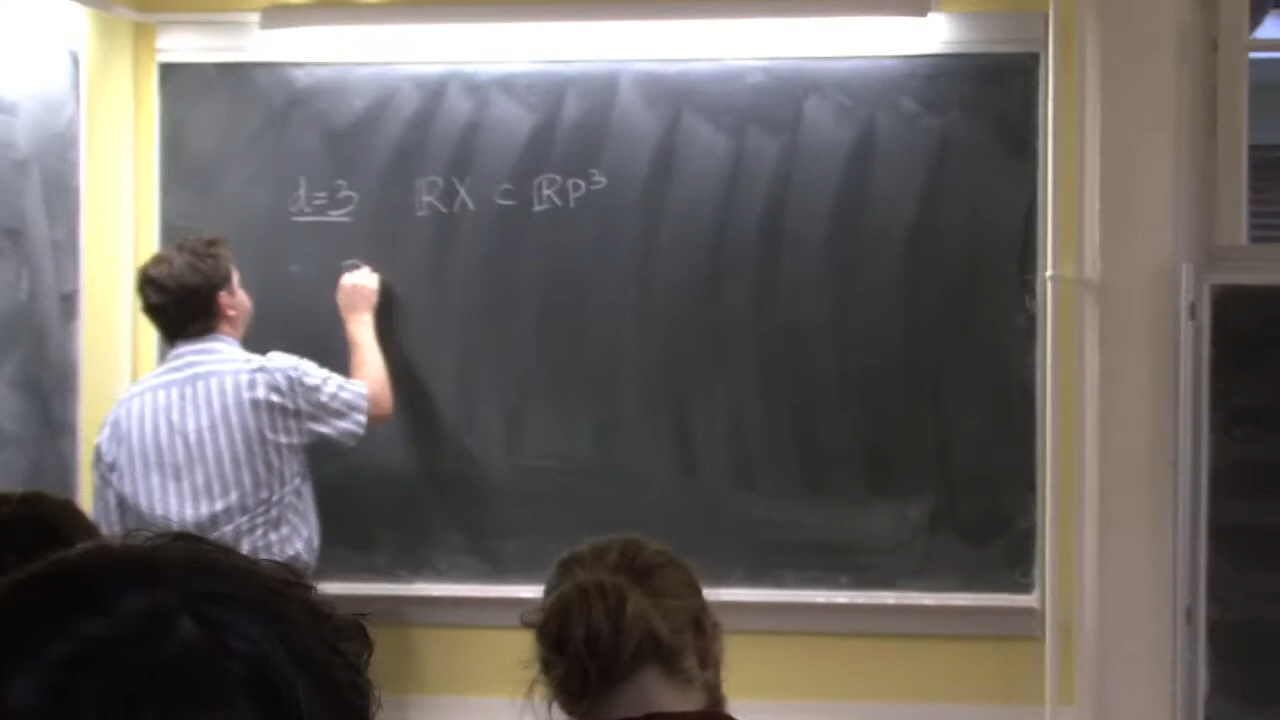 d=3 ℝX ⊂ ℝP³